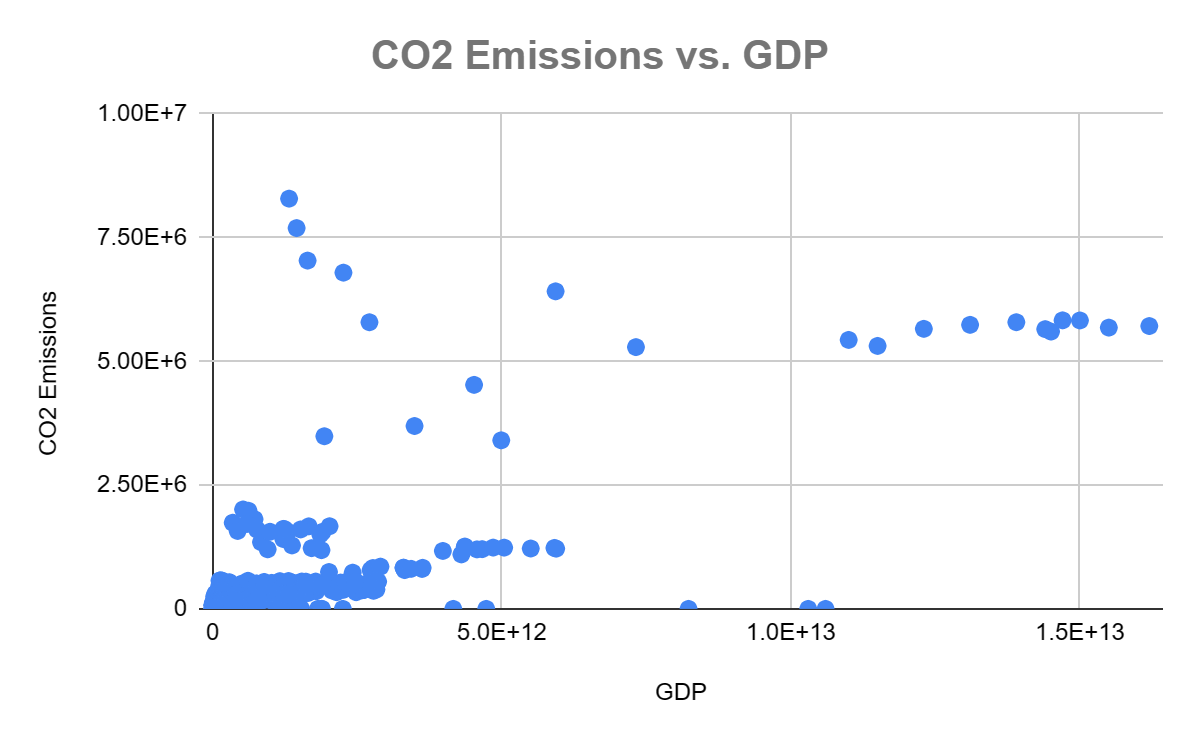 CO2 Emissions vs. GDP
1.00E+7
7.50E+6
5.00E+6
2.50E+6
0
CO2 Emissions
0
5.0E+12
1.0E+13
1.5E+13
GDP